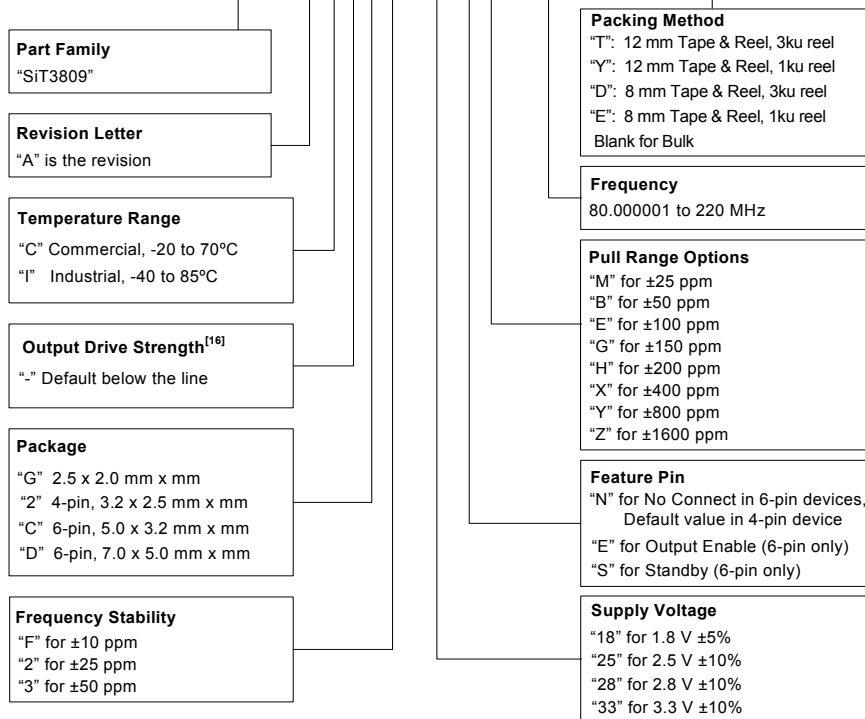 Part Family
“SiT3809”
Revision Letter
“A” is the revision
Temperature Range
“C” Commercial, -20 to 70ºC
“I” Industrial, -40 to 85ºC
Output Drive Strength[16]
“-” Default below the line
Package
“G” 2.5 x 2.0 mm x mm
“2” 4-pin, 3.2 x 2.5 mm x mm
“C” 6-pin, 5.0 x 3.2 mm x mm
“D” 6-pin, 7.0 x 5.0 mm x mm
Frequency Stability
“F” for ±10 ppm
“2” for ±25 ppm
“3” for ±50 ppm
Packing Method
“T”: 12 mm Tape & Reel, 3ku reel
“Y”: 12 mm Tape & Reel, 1ku reel
“D”: 8 mm Tape & Reel, 3ku reel
“E”: 8 mm Tape & Reel, 1ku reel
Blank for Bulk
Frequency
80.000001 to 220 MHz
Pull Range Options
“M” for ±25 ppm
“B” for ±50 ppm
“E” for ±100 ppm
“G” for ±150 ppm
“H” for ±200 ppm
“X” for ±400 ppm
“Y” for ±800 ppm
“Z” for ±1600 ppm
Feature Pin
“N” for No Connect in 6-pin devices,
Default value in 4-pin device
“E” for Output Enable (6-pin only)
“S” for Standby (6-pin only)
Supply Voltage
“18” for 1.8 V ±5%
“25” for 2.5 V ±10%
“28” for 2.8 V ±10%
“33” for 3.3 V ±10%